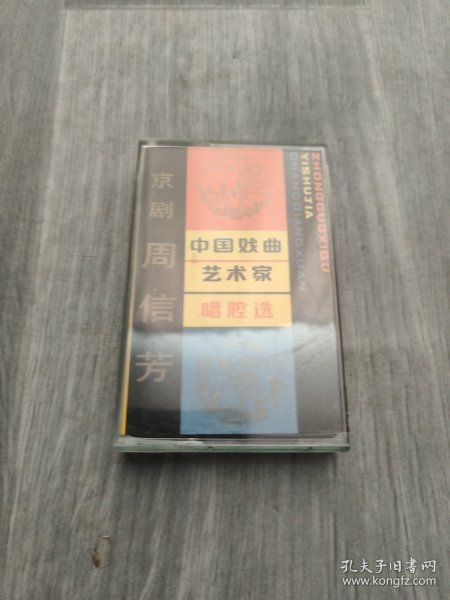 京剧 周信芳
中国戏曲
艺术家
唱腔选
ZHONGGUOXIQU
YISHUJIA
CHANGQIANGXUAN
孔夫子旧书网
www.kongfz.com